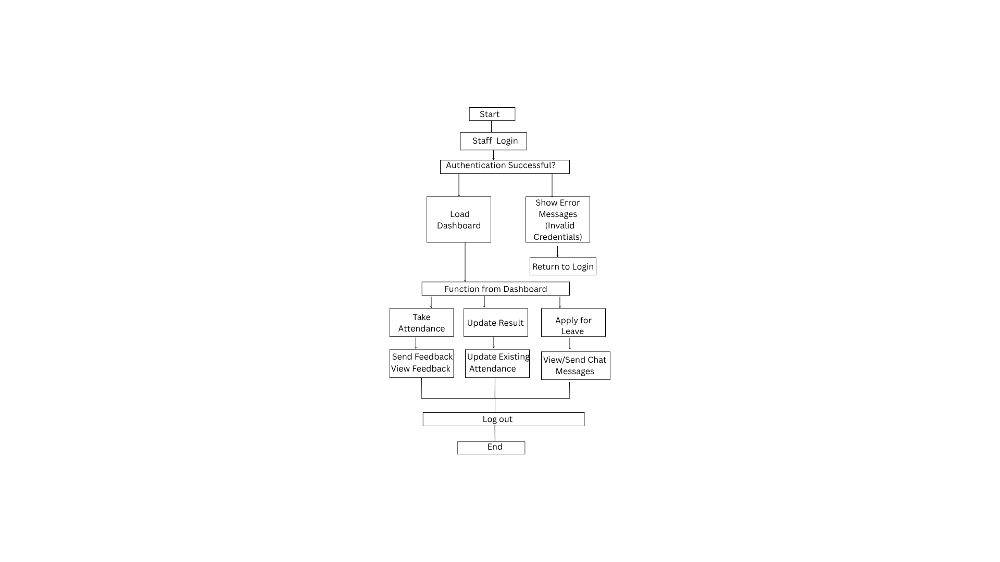 Start
Staff Login
Authentication Successful?
Load
Dashboard
Show Error
Messages
(Invalid
Credentials)
Return to Login
Function from Dashboard
Take
Attendance
Update Result
Apply for
Leave
Send Feedback
View Feedback
Update Existing
Attendance
View/Send Chat
Messages
Log out
End